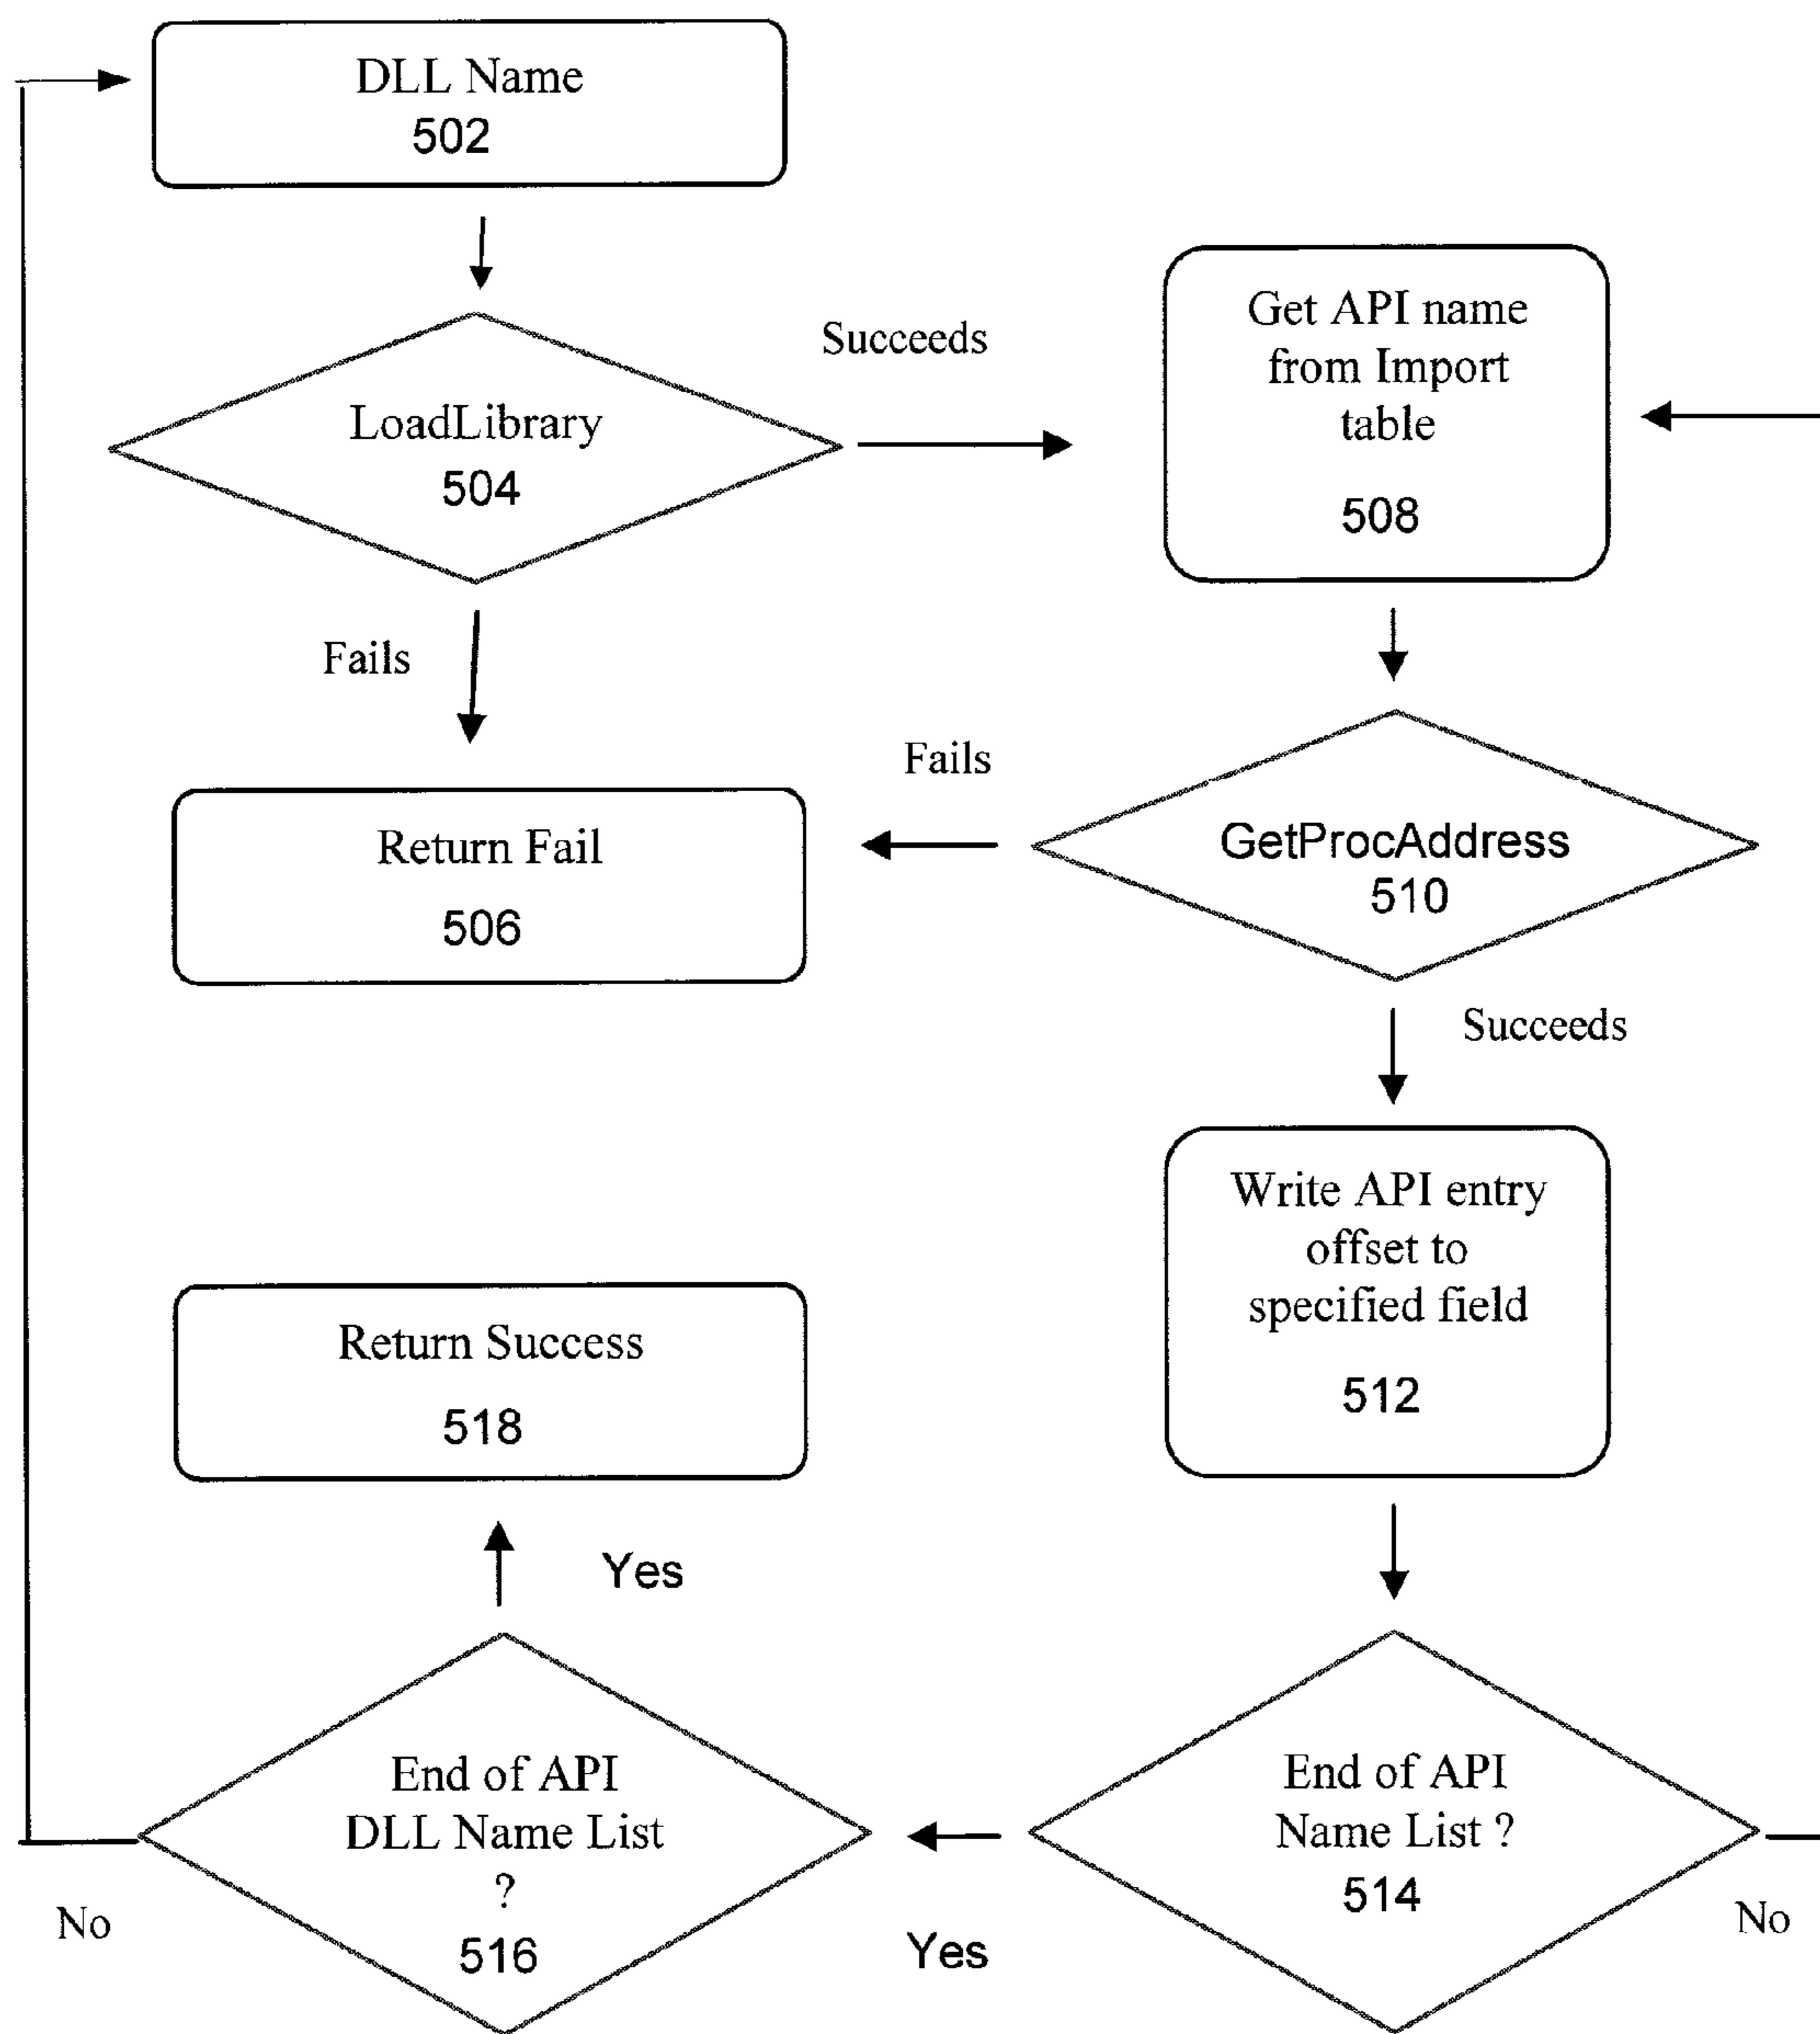 DLL Name
502
LoadLibrary
504
Succeeds
Fails
Get API name
from Import
table
508
Fails
GetProcAddress
510
Return Fail
506
Succeeds
Write API entry
offset to
specified field
512
Return Success
518
Yes
End of API
DLL Name List
?
516
No
Yes
End of API
Name List ?
514
No